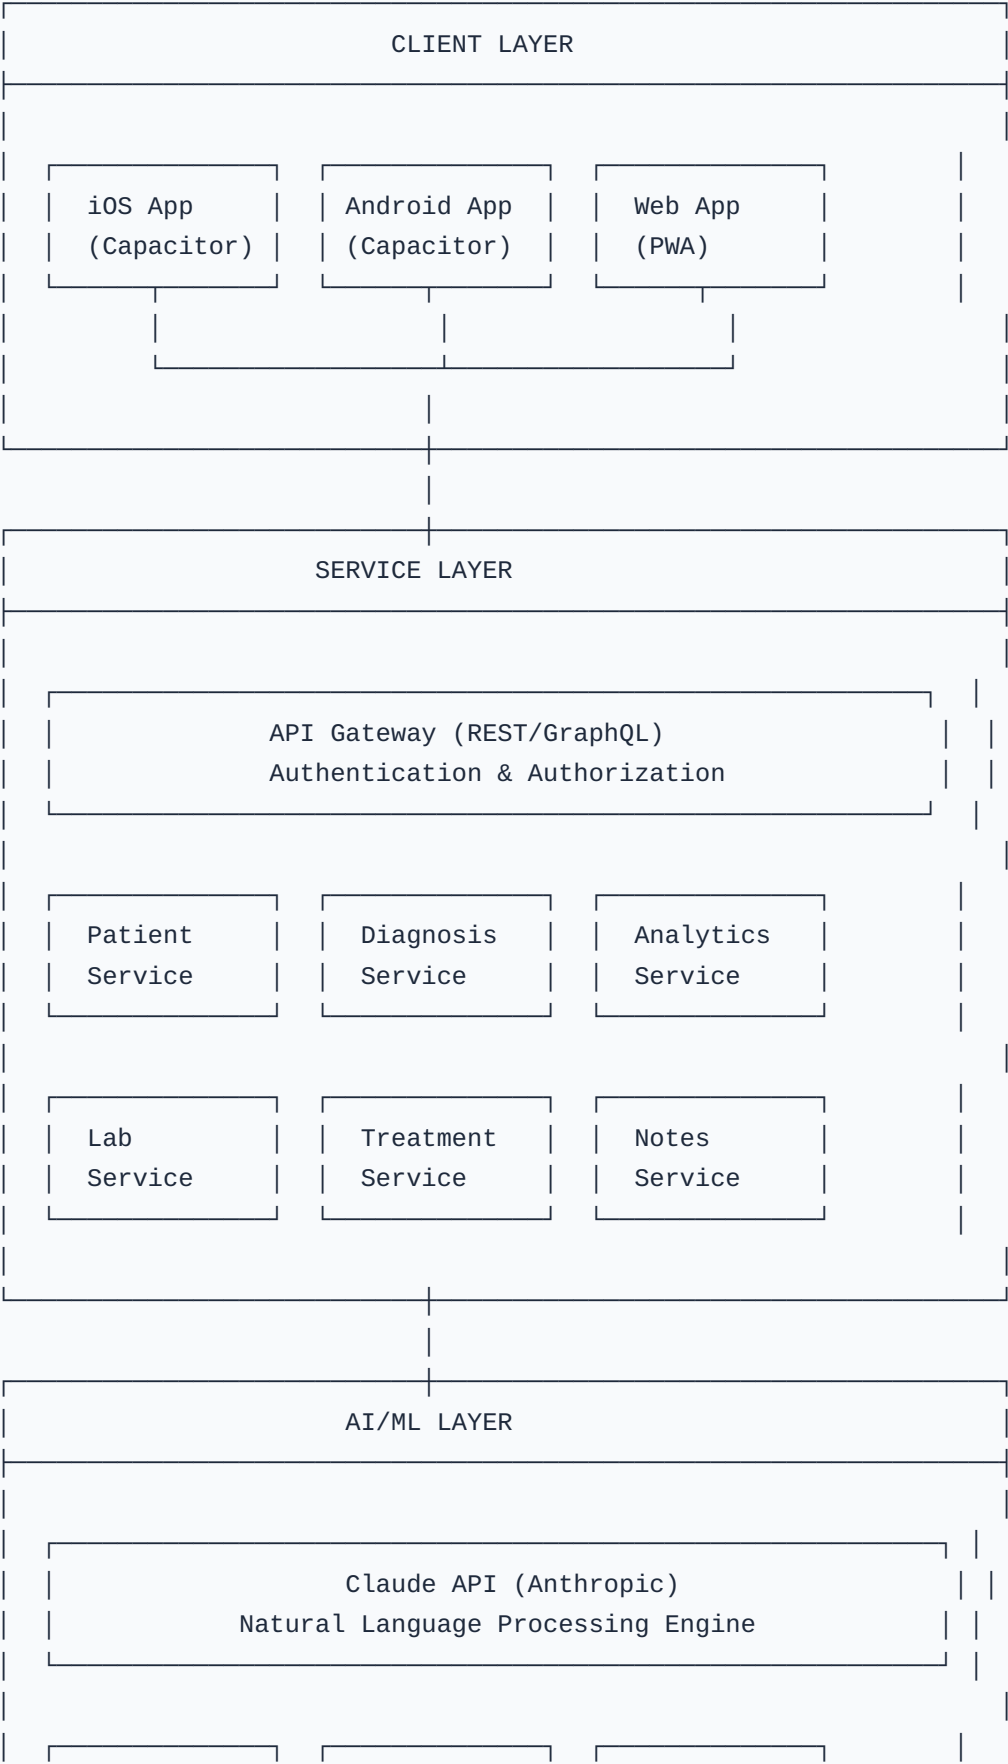 CLIENT LAYER
iOS App Android App Web App
(Capacitor) (Capacitor) (PWA)
SERVICE LAYER
API Gateway (REST/GraphQL)
Authentication & Authorization
Patient Diagnosis Analytics
Service Service Service
Lab Treatment Notes
Service Service Service
AI/ML LAYER
Claude API (Anthropic)
Natural Language Processing Engine